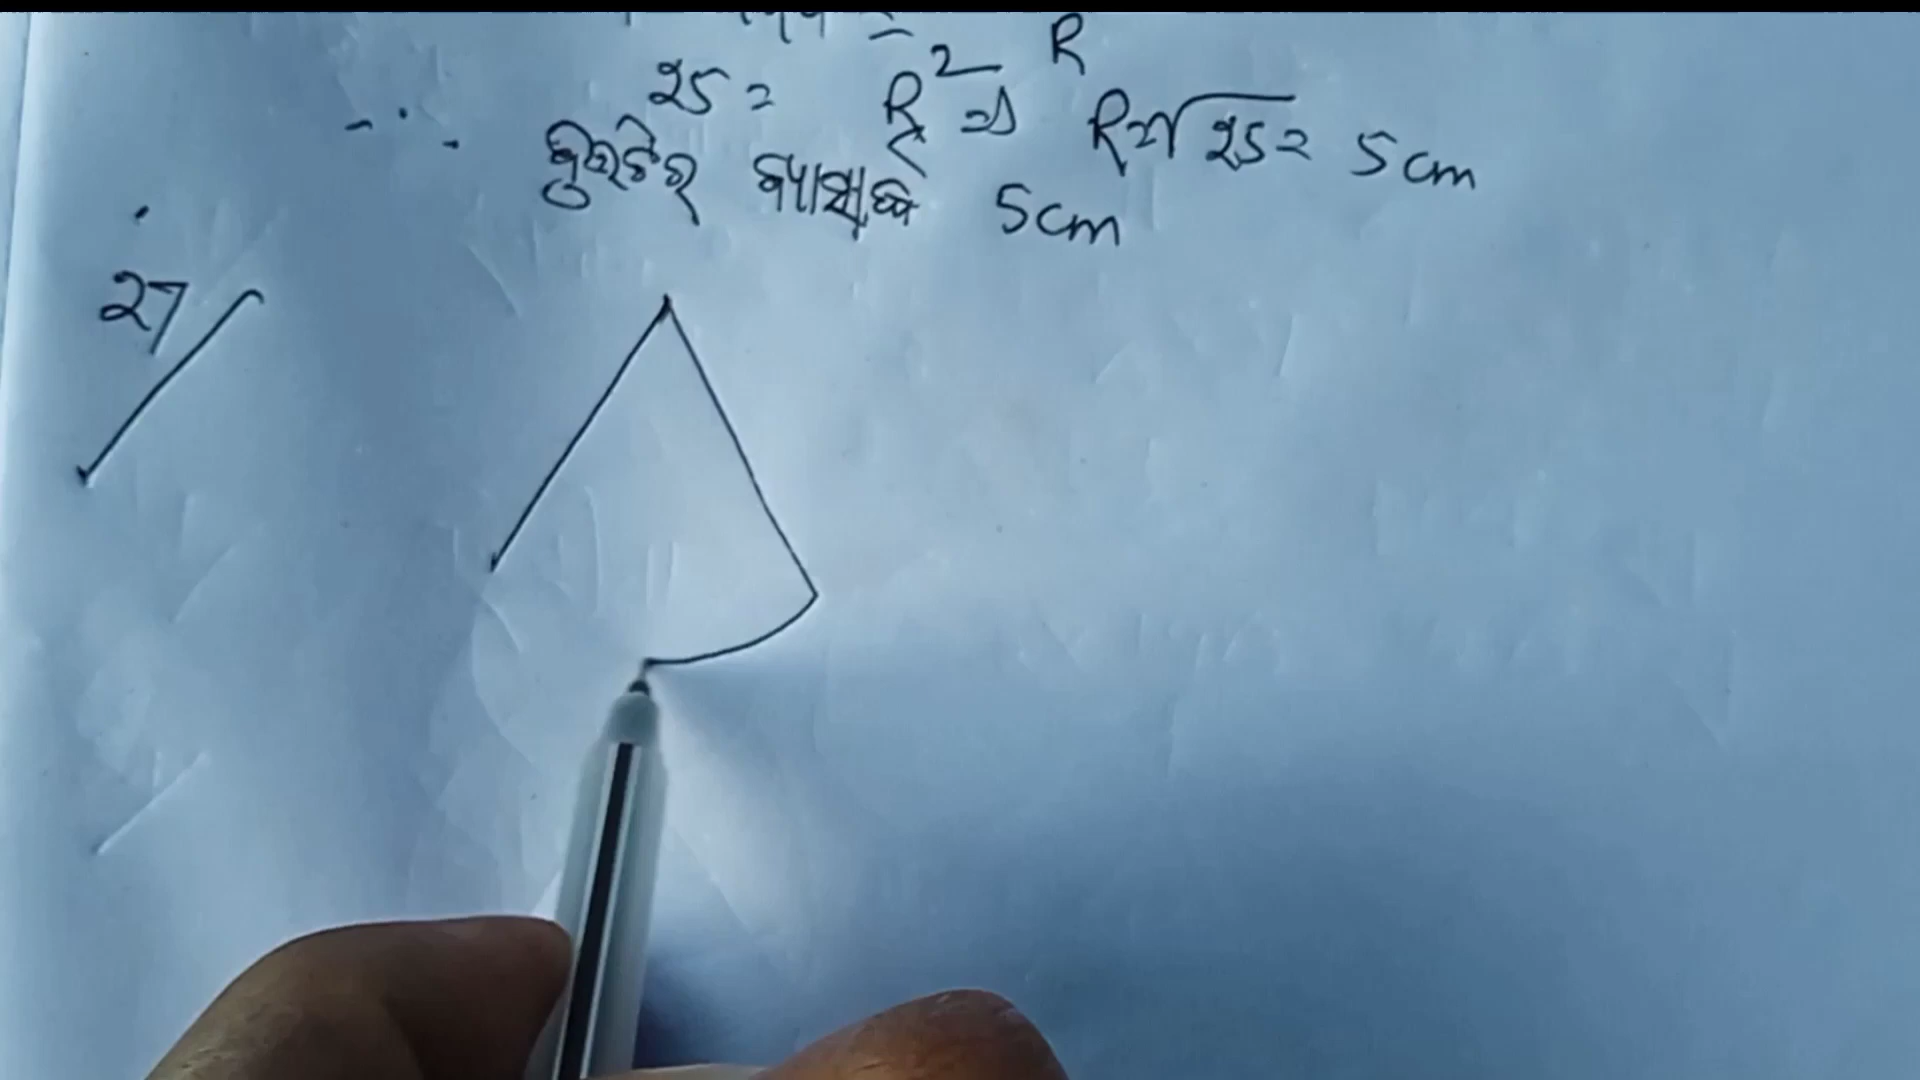 R
25 = R² ⇒ R = √25 = 5 cm
∴ ବୃତ୍ତଟିର ବ୍ୟାସାର୍ଦ୍ଧ 5cm
27/